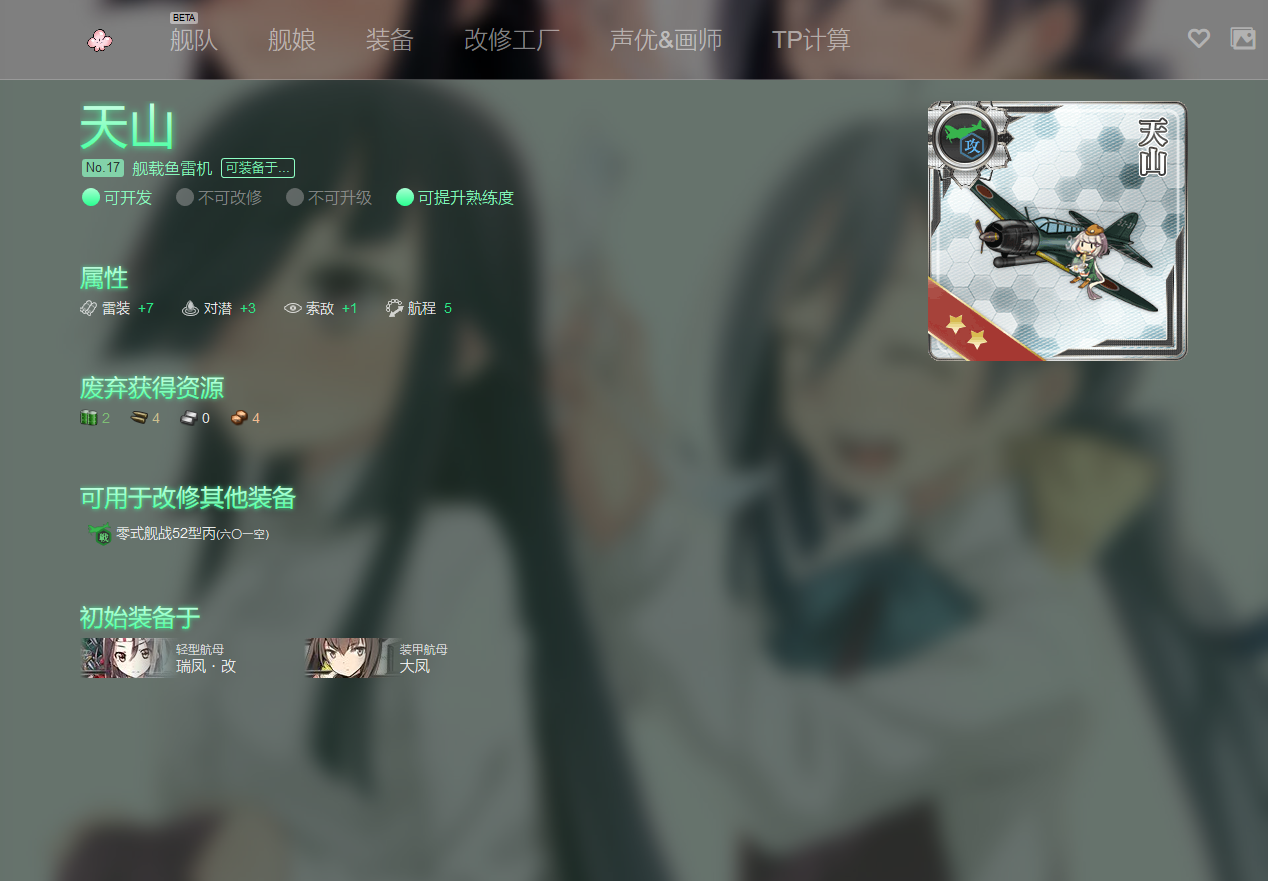 BETA
舰队 舰娘 装备 改修工厂 声优&画师 TP计算
天山
No.17 舰载鱼雷机 可装备于...
可开发 不可改修 不可升级 可提升熟练度
攻
天山
属性
雷装 +7 对潜 +3 索敌 +1 航程 5
废弃获得资源
2 4 0 4
可用于改修其他装备
戦 零式舰战52型丙(六〇一空)
初始装备于
轻型航母
瑞凤・改
装甲航母
大凤